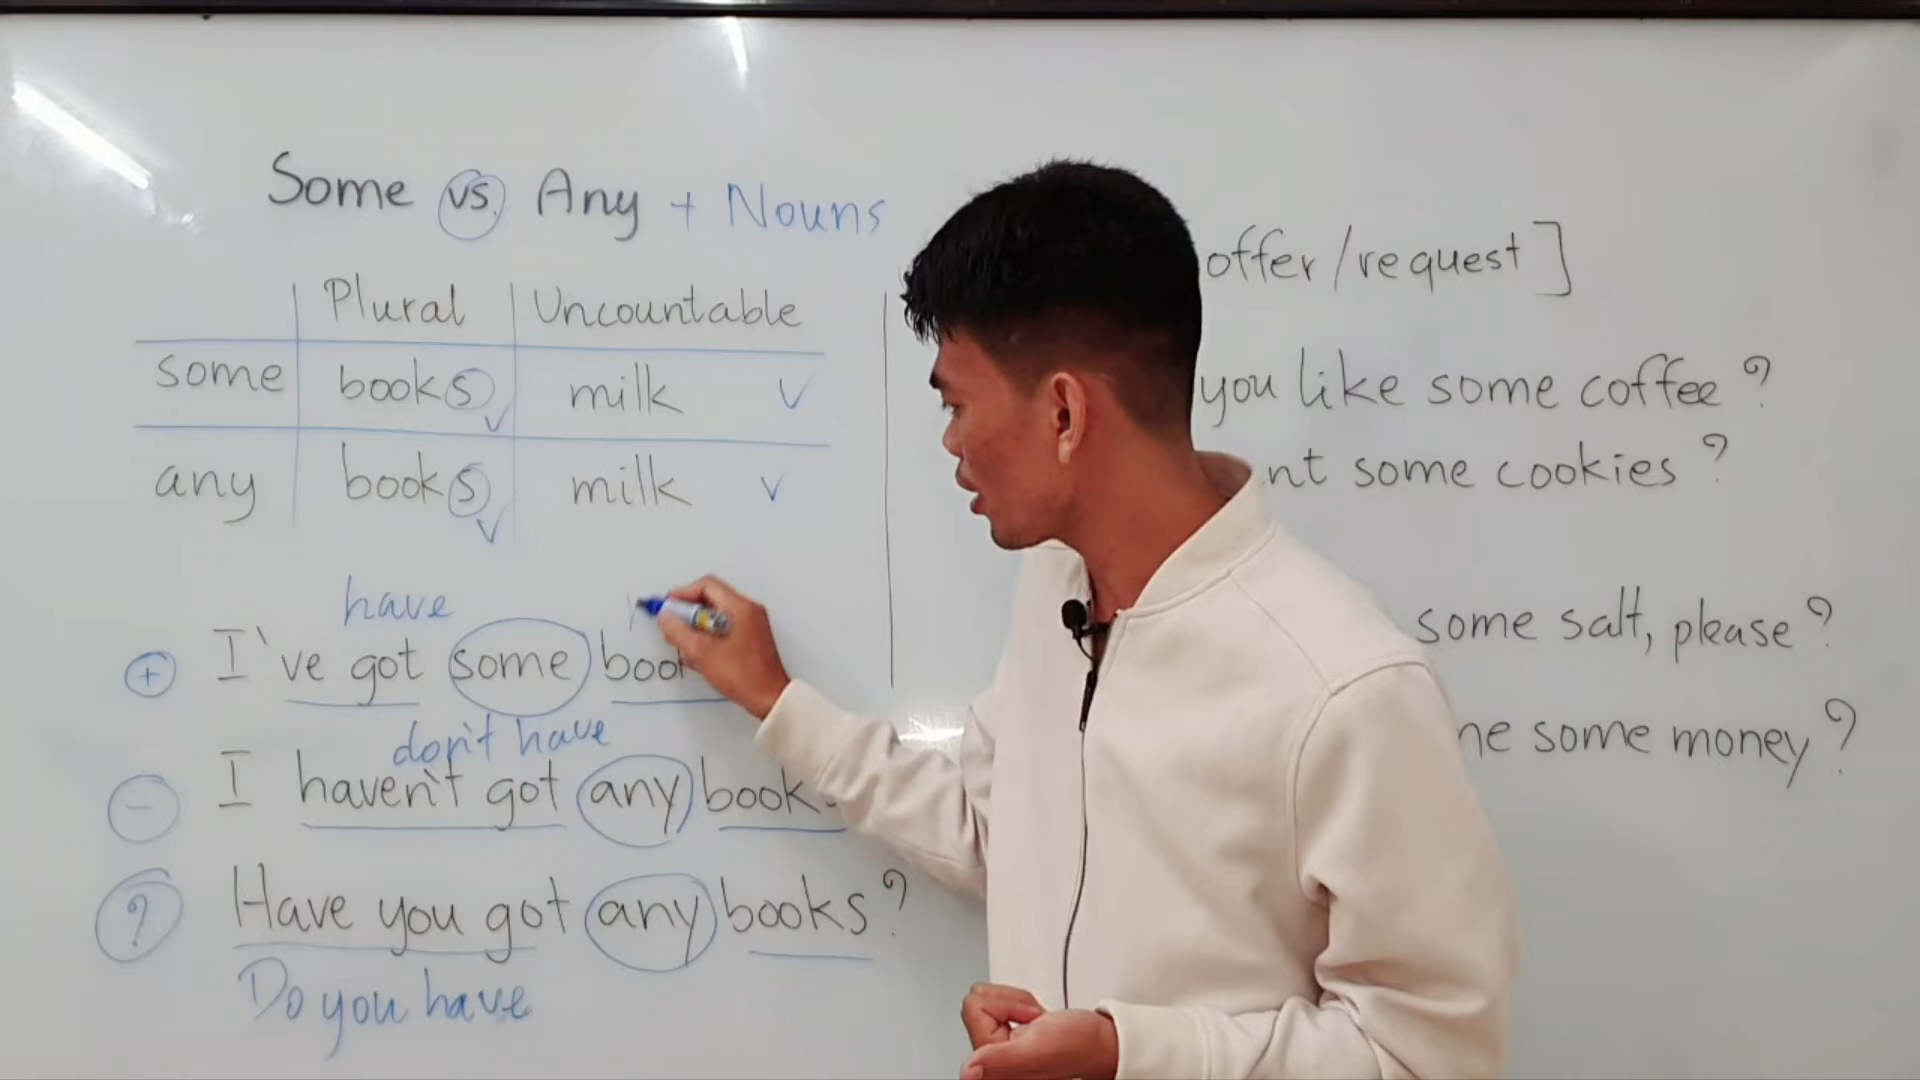 Some vs. Any + Nouns
Plural Uncountable
some books milk ✓
any books milk ✓
have
+ I've got some boo
don't have
- I haven't got any books
? Have you got any books?
Do you have
offer/request]
you like some coffee?
some cookies?
some salt, please?
some money?